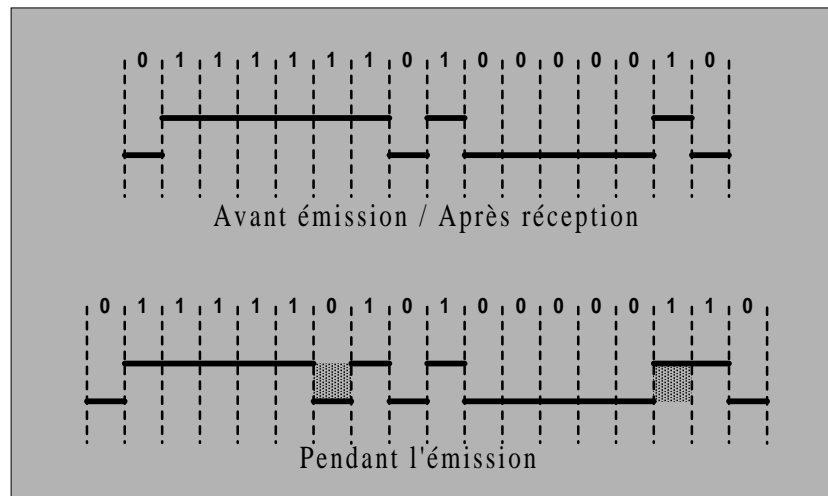 0 1 1 1 1 1 1 0 1 0 0 0 0 0 1 0
Avant émission / Après réception
0 1 1 1 1 1 0 1 0 1 0 0 0 0 0 1 1 0
Pendant l'émission